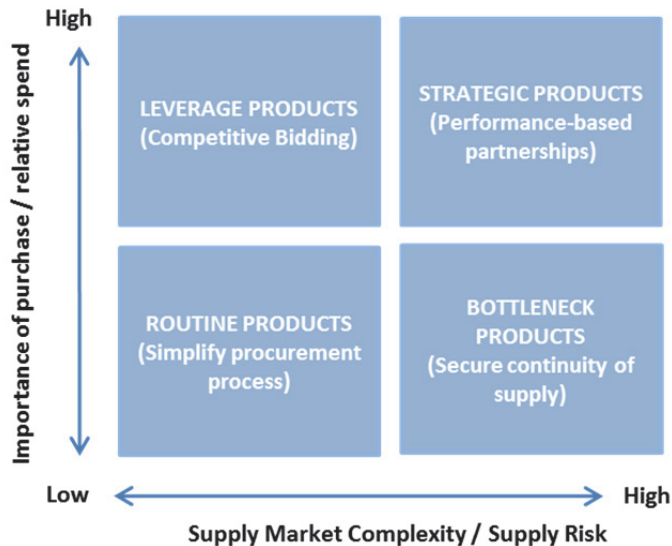 High
Importance of purchase / relative spend
LEVERAGE PRODUCTS
(Competitive Bidding)
STRATEGIC PRODUCTS
(Performance-based
partnerships)
ROUTINE PRODUCTS
(Simplify procurement
process)
BOTTLENECK
PRODUCTS
(Secure continuity of
supply)
Low
High
Supply Market Complexity / Supply Risk